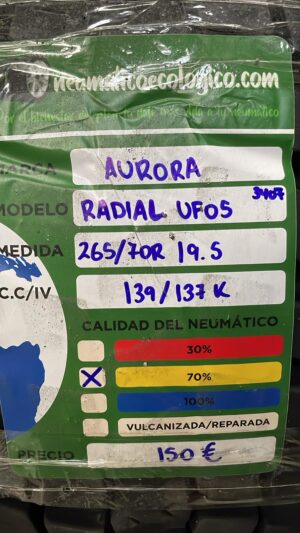 neumaticoecologico.com
MARCA AURORA
MODELO RADIAL UF05 3407
MEDIDA 265/70R 19.5
C.C/IV 139/137 K
CALIDAD DEL NEUMÁTICO
30%
X 70%
100%
VULCANIZADA/REPARADA
PRECIO 150 €